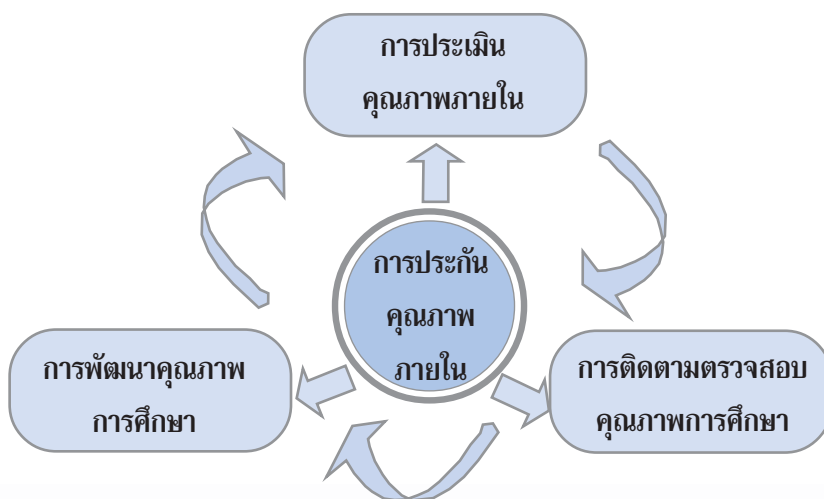 การประเมิน
คุณภาพภายใน
การประกัน
คุณภาพ
ภายใน
การพัฒนาคุณภาพ
การศึกษา
การติดตามตรวจสอบ
คุณภาพการศึกษา